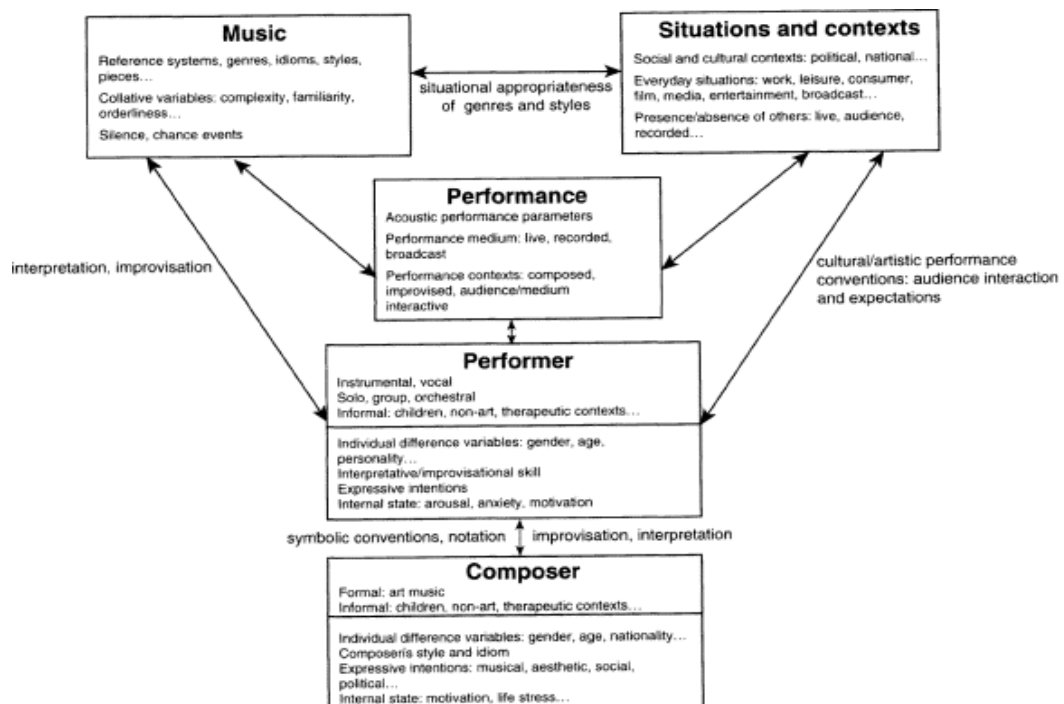 Music
Reference systems, genres, idioms, styles,
pieces…
Collative variables: complexity, familiarity,
orderliness…
Silence, chance events
situational appropriateness
of genres and styles
Situations and contexts
Social and cultural contexts: political, national…
Everyday situations: work, leisure, consumer,
film, media, entertainment, broadcast…
Presence/absence of others: live, audience,
recorded…
Performance
Acoustic performance parameters
Performance medium: live, recorded,
broadcast
Performance contexts: composed,
improvised, audience/medium
interactive
interpretation, improvisation
cultural/artistic performance
conventions: audience interaction
and expectations
Performer
Instrumental, vocal
Solo, group, orchestral
Informal: children, non-art, therapeutic contexts…
Individual difference variables: gender, age,
personality…
Interpretative/improvisational skill
Expressive intentions
Internal state: arousal, anxiety, motivation
symbolic conventions, notation
improvisation, interpretation
Composer
Formal: art music
Informal: children, non-art, therapeutic contexts…
Individual difference variables: gender, age, nationality…
Composerís style and idiom
Expressive intentions: musical, aesthetic, social,
political…
Internal state: motivation, life stress…